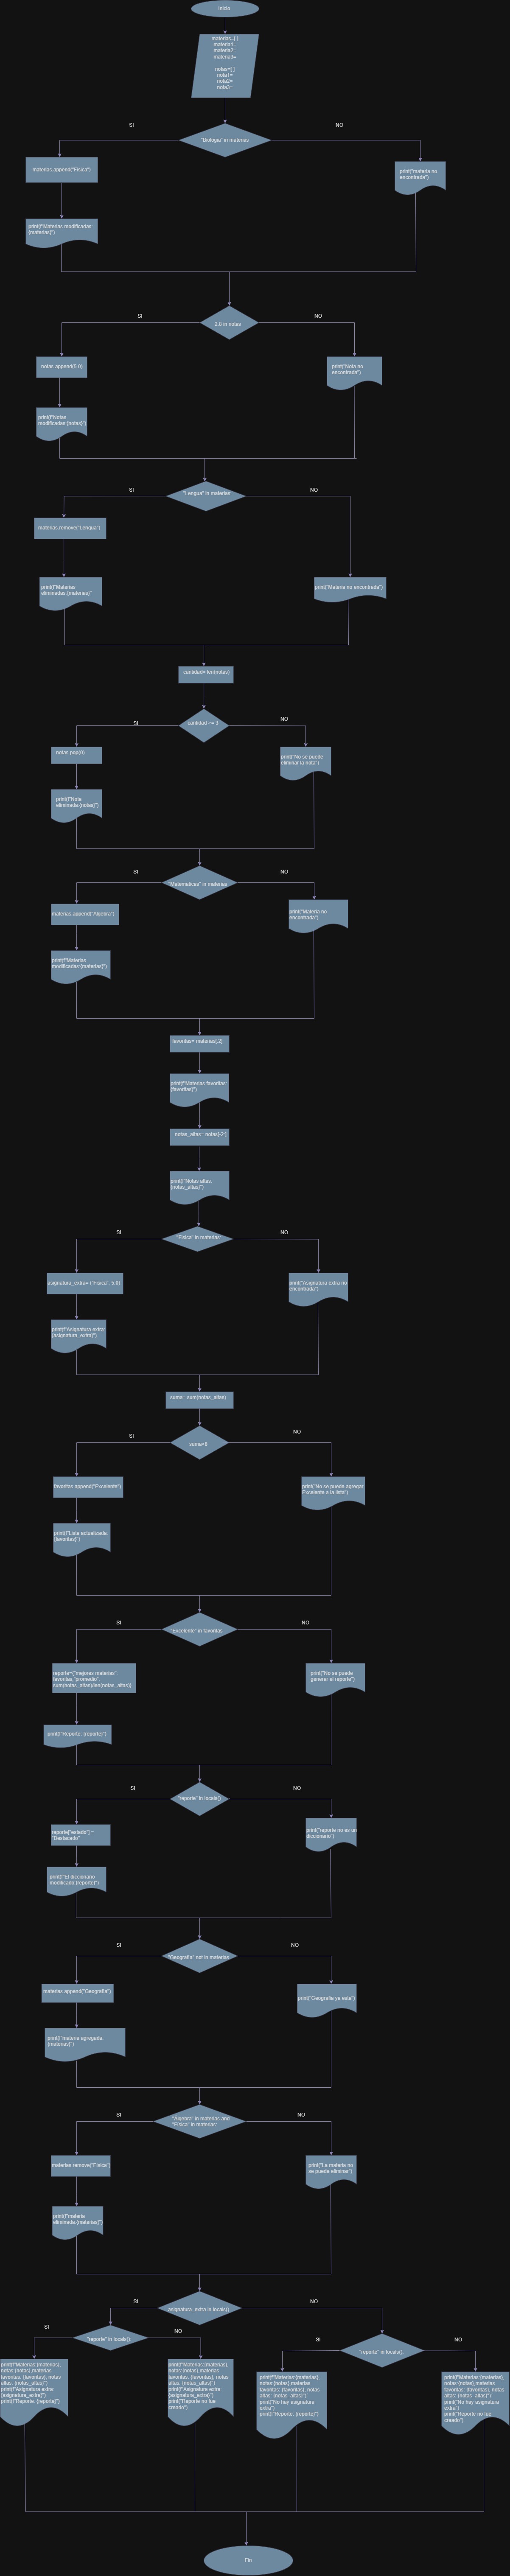 Inicio
materias=[ ]
materia1=
materia2=
materia3=
notas=[ ]
nota1=
nota2=
nota3=
SI
NO
"Biologia" in materias
materias.append("Fisica")
print("materia no
encontrada")
print(f"Materias modificadas:
{materias}")
SI
NO
2.8 in notas
notas.append(5.0)
print("Nota no
encontrada")
print(f"Notas
modificadas:{notas}")
SI
NO
"Lengua" in materias:
materias.remove("Lengua")
print(f"Materias
eliminadas:{materias}"
print("Materia no encontrada")
cantidad= len(notas)
SI
NO
cantidad == 3
notas.pop(0)
print("No se puede
eliminar la nota")
print(f"Nota
eliminada:{notas}")
SI
NO
"Matematicas" in materias
materias.append("Algebra")
print("Materia no
encontrada")
print(f"Materias
modificadas:{materias}")
favoritas= materias[:2]
print(f"Materias favoritas:
{favoritas}")
notas_altas= notas[-2:]
print(f"Notas altas:
{notas_altas}")
SI
NO
"Fisica" in materias:
asignatura_extra= ("Fisica", 5.0)
print("Asignatura extra no
encontrada")
print(f"Asignatura extra:
{asignatura_extra}")
suma= sum(notas_altas)
SI
NO
suma>8
favoritas.append("Excelente")
print("No se puede agregar
Excelente a la lista")
print(f"Lista actualizada:
{favoritas}")
SI
NO
"Excelente" in favoritas
reporte={"mejores materias":
favoritas,"promedio":
sum(notas_altas)/len(notas_altas)}
print("No se puede
generar el reporte")
print(f"Reporte: {reporte}")
SI
NO
"reporte" in locals()
reporte["estado"] =
"Destacado"
print("reporte no es un
diccionario")
print(f"El diccionario
modificado:{reporte}")
SI
NO
"Geografia" not in materias
materias.append("Geografia")
print("Geografia ya esta")
print(f"materia agregada:
{materias}")
SI
NO
"Algebra" in materias and
"Fisica" in materias:
materias.remove("Fisica")
print("La materia no
se puede eliminar")
print(f"materia
eliminada:{materias}")
SI
NO
asignatura_extra in locals()
SI
NO
"reporte" in locals()
SI
NO
"reporte" in locals()
print(f"Materias:{materias},
notas:{notas},materias
favoritas: {favoritas}, notas
altas: {notas_altas}")
print(f"Asignatura extra:
{asignatura_extra}")
print(f"Reporte: {reporte}")
print(f"Materias:{materias},
notas:{notas},materias
favoritas: {favoritas}, notas
altas: {notas_altas}")
print(f"Asignatura extra:
{asignatura_extra}")
print("Reporte no fue
creado")
print(f"Materias:{materias},
notas:{notas},materias
favoritas: {favoritas}, notas
altas: {notas_altas}")
print("No hay asignatura
extra")
print(f"Reporte: {reporte}")
print(f"Materias:{materias},
notas:{notas},materias
favoritas: {favoritas}, notas
altas: {notas_altas}")
print("No hay asignatura
extra")
print("Reporte no fue
creado")
Fin